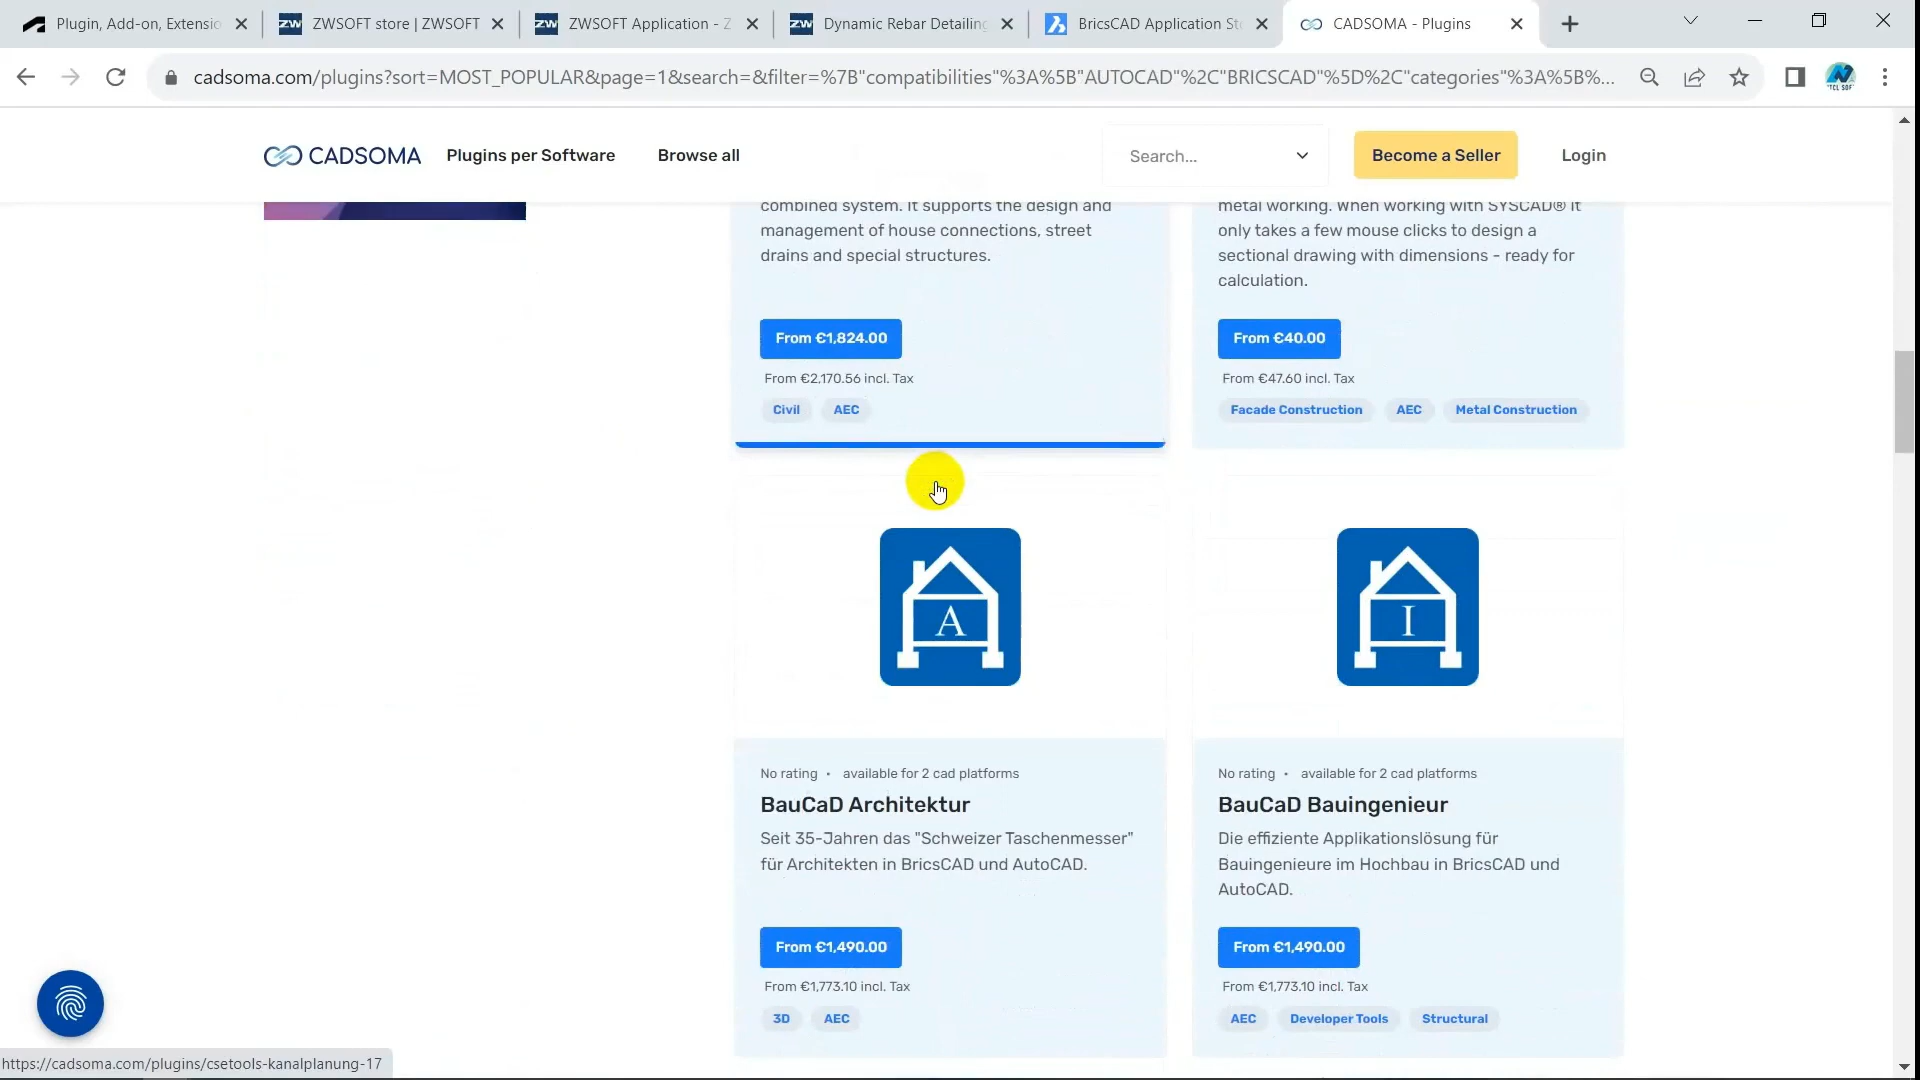 Plugin, Add-on, Extensio
ZWSOFT store | ZWSOFT
ZWSOFT Application - Z
Dynamic Rebar Detailing
BricsCAD Application St
CADSOMA - Plugins
cadsoma.com/plugins?sort=MOST_POPULAR&page=1&search=&filter=%7B"compatibilities"%3A%5B"AUTOCAD"%2C"BRICSCAD"%5D%2C"categories"%3A%5B%...
CADSOMA
Plugins per Software
Browse all
Search...
Become a Seller
Login
combined system. It supports the design and
management of house connections, street
drains and special structures.
From €1,824.00
From €2,170.56 incl. Tax
Civil
AEC
metal working. When working with SYSCAD® it
only takes a few mouse clicks to design a
sectional drawing with dimensions - ready for
calculation.
From €40.00
From €47.60 incl. Tax
Facade Construction
AEC
Metal Construction
A
No rating • available for 2 cad platforms
BauCaD Architektur
Seit 35-Jahren das "Schweizer Taschenmesser"
für Architekten in BricsCAD und AutoCAD.
From €1,490.00
From €1,773.10 incl. Tax
3D
AEC
I
No rating • available for 2 cad platforms
BauCaD Bauingenieur
Die effiziente Applikationslösung für
Bauingenieure im Hochbau in BricsCAD und
AutoCAD.
From €1,490.00
From €1,773.10 incl. Tax
AEC
Developer Tools
Structural
https://cadsoma.com/plugins/csetools-kanalplanung-17